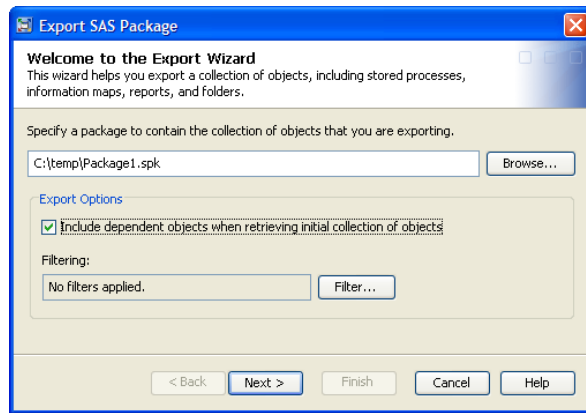 Export SAS Package
Welcome to the Export Wizard
This wizard helps you export a collection of objects, including stored processes,
information maps, reports, and folders.
Specify a package to contain the collection of objects that you are exporting.
C:\temp\Package1.spk
Browse...
Export Options
Include dependent objects when retrieving initial collection of objects
Filtering:
No filters applied.
Filter...
< Back
Next >
Finish
Cancel
Help